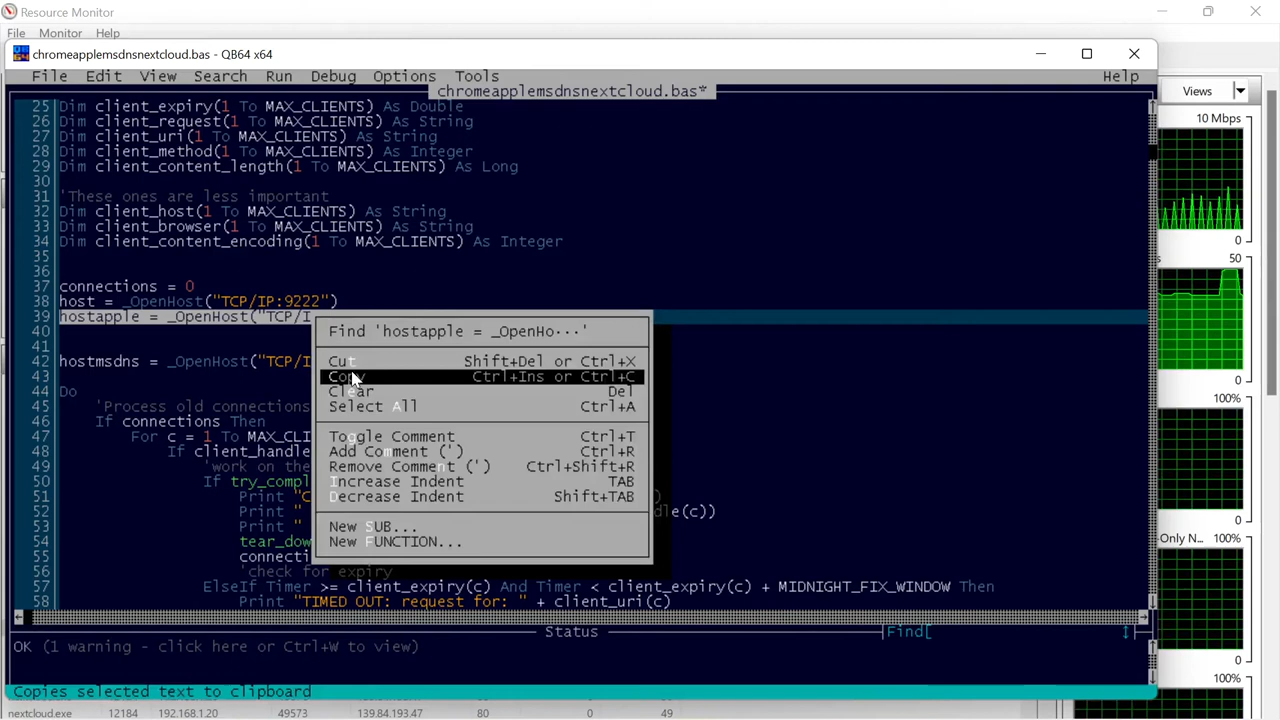 Resource Monitor
File Monitor Help
chromeapplemsdnsnextcloud.bas - QB64 x64
File Edit View Search Run Debug Options Tools Help
chromeapplemsdnsnextcloud.bas*
25 Dim client_expiry(1 To MAX_CLIENTS) As Double
26 Dim client_request(1 To MAX_CLIENTS) As String
27 Dim client_uri(1 To MAX_CLIENTS) As String
28 Dim client_method(1 To MAX_CLIENTS) As Integer
29 Dim client_content_length(1 To MAX_CLIENTS) As Long
30
31 'These ones are less important
32 Dim client_host(1 To MAX_CLIENTS) As String
33 Dim client_browser(1 To MAX_CLIENTS) As String
34 Dim client_content_encoding(1 To MAX_CLIENTS) As Integer
35
36
37 connections = 0
38 host = _OpenHost("TCP/IP:9222")
39 hostapple = _OpenHost("TCP/I
40
41
42 hostmsdns = _OpenHost("TCP/I
43
44 Do
45 'Process old connections
46 If connections Then
47 For c = 1 To MAX_CLI
48 If client_handle
49 'work on the
50 If try_compl
51 Print "C dle(c))
52 Print "
53 Print "
54 tear_dow
55 connecti
56 'check for expiry
57 ElseIf Timer >= client_expiry(c) And Timer < client_expiry(c) + MIDNIGHT_FIX_WINDOW Then
58 Print "TIMED OUT: request for: " + client_uri(c)
Find 'hostapple = _OpenHo···'
Cut Shift+Del or Ctrl+X
Copy Ctrl+Ins or Ctrl+C
Clear Del
Select All Ctrl+A
Toggle Comment Ctrl+T
Add Comment (') Ctrl+R
Remove Comment (') Ctrl+Shift+R
Increase Indent TAB
Decrease Indent Shift+TAB
New SUB...
New FUNCTION...
Status
Find[
OK (1 warning - click here or Ctrl+W to view)
Copies selected text to clipboard
Views
10 Mbps
0
50
0
100%
0
Only N... 100%
0
100%
nextcloud.exe 12184 192.168.1.20 49573 139.84.193.47 80 0 49